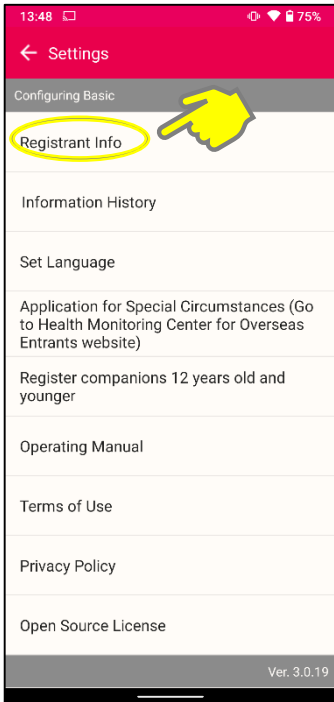 13:48 75%
Settings
Configuring Basic
Registrant Info
Information History
Set Language
Application for Special Circumstances (Go
to Health Monitoring Center for Overseas
Entrants website)
Register companions 12 years old and
younger
Operating Manual
Terms of Use
Privacy Policy
Open Source License
Ver. 3.0.19